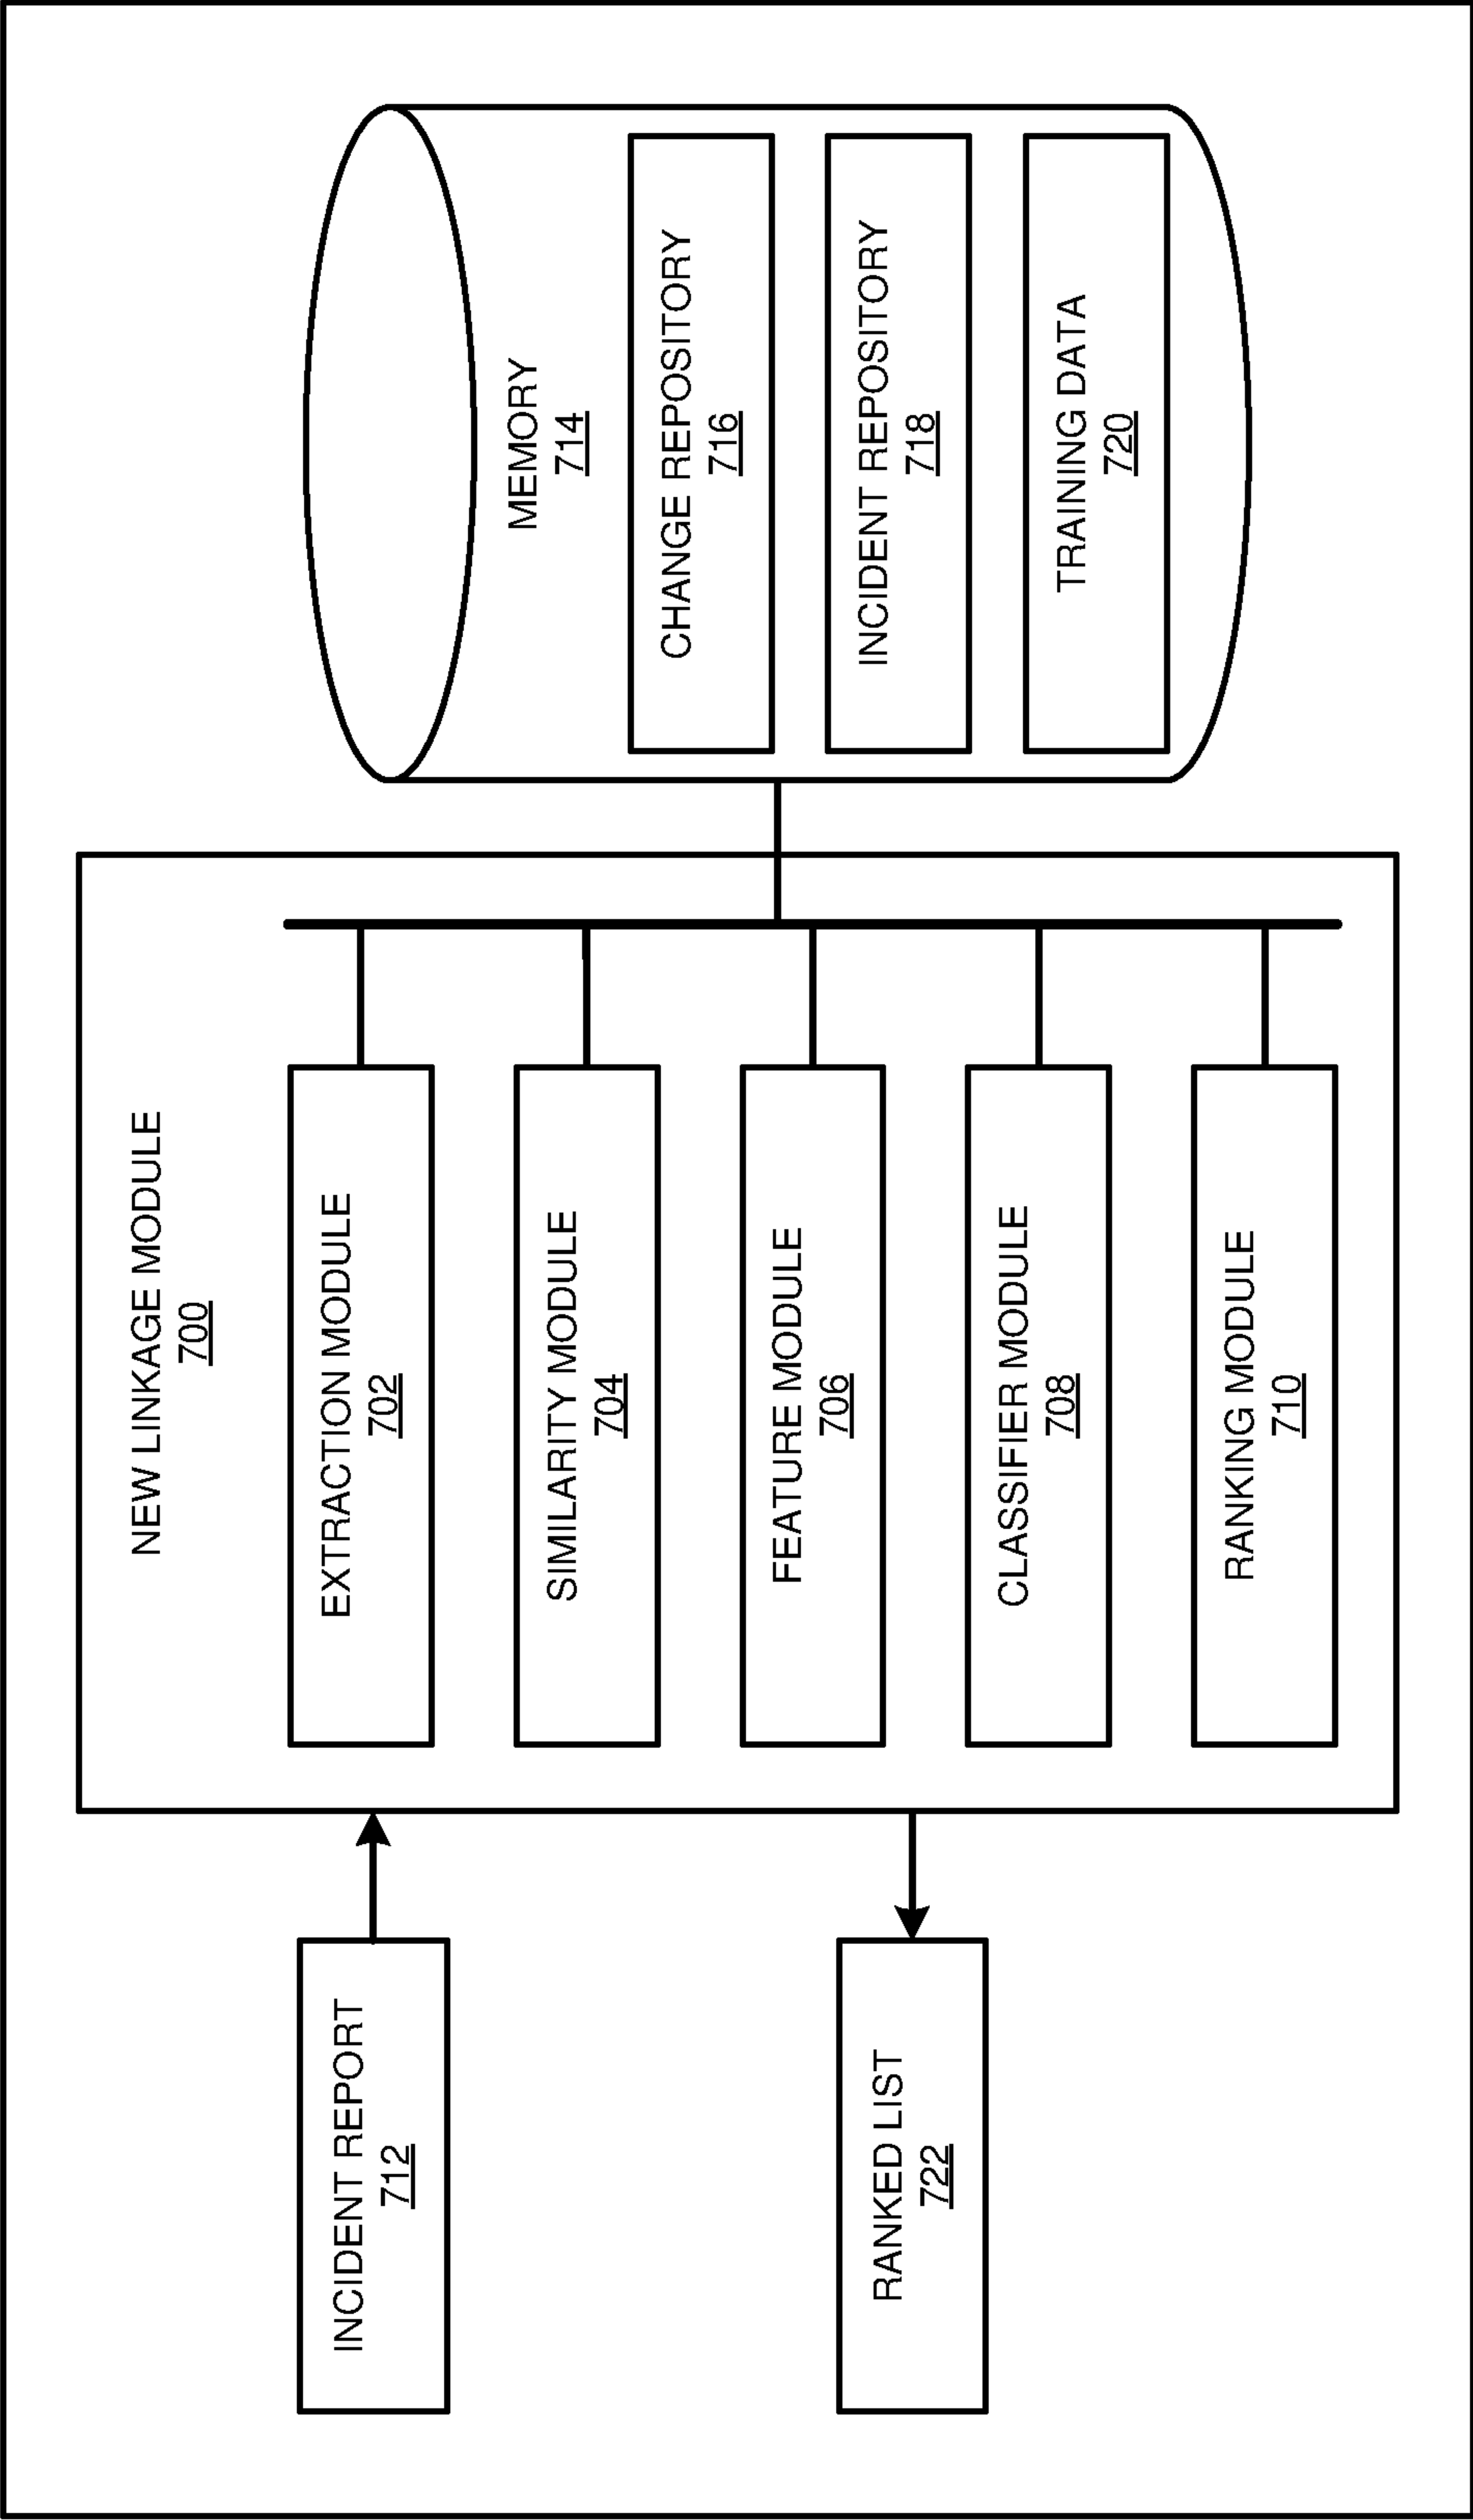 INCIDENT REPORT
712
RANKED LIST
722
NEW LINKAGE MODULE
700
EXTRACTION MODULE
702
SIMILARITY MODULE
704
FEATURE MODULE
706
CLASSIFIER MODULE
708
RANKING MODULE
710
MEMORY
714
CHANGE REPOSITORY
716
INCIDENT REPOSITORY
718
TRAINING DATA
720